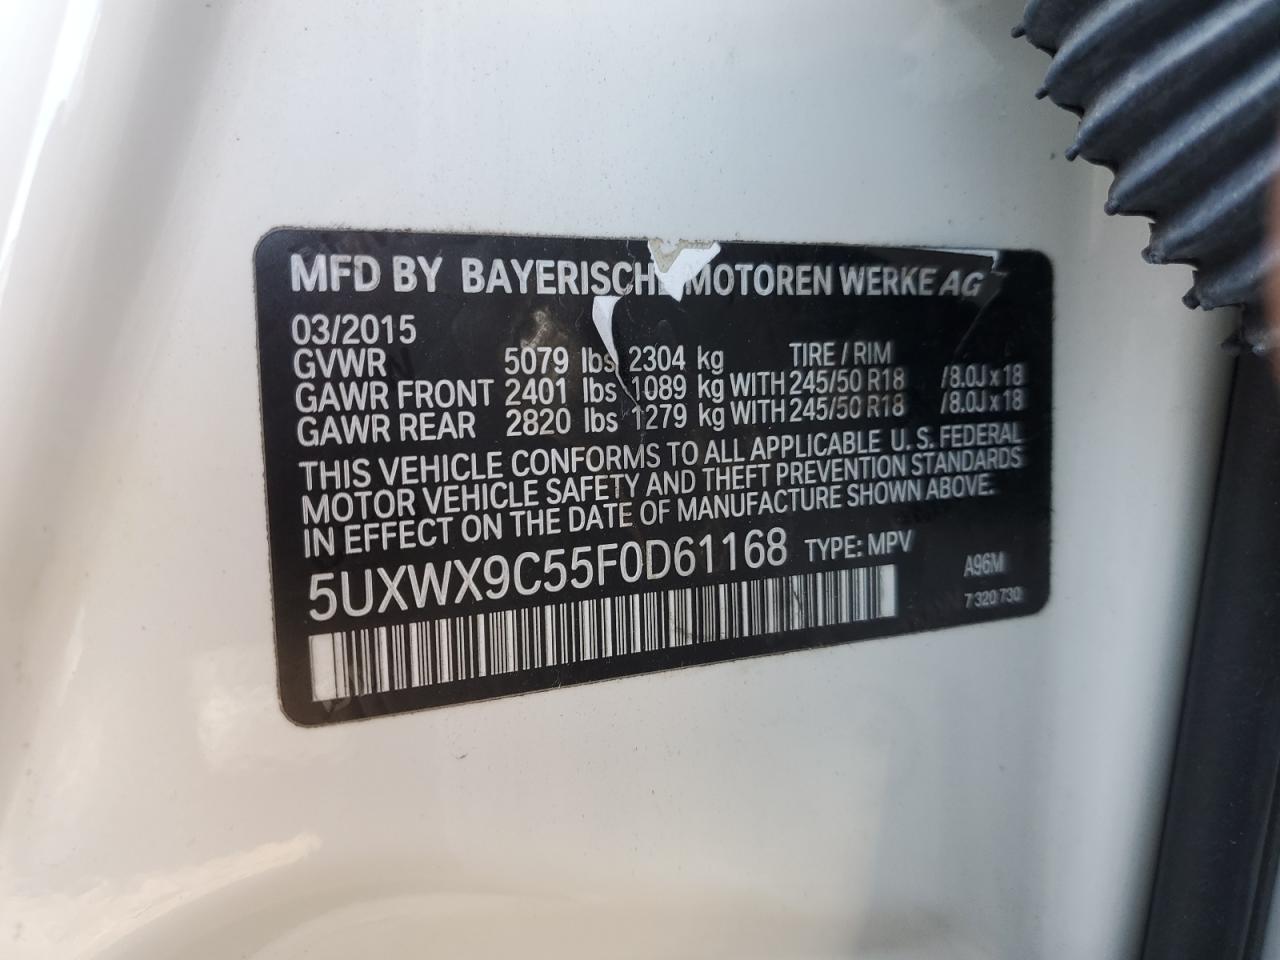 MFD BY BAYERISCHE MOTOREN WERKE AG
03/2015
GVWR 5079 lbs 2304 kg TIRE / RIM
GAWR FRONT 2401 lbs 1089 kg WITH 245/50 R18 /8.0J x 18
GAWR REAR 2820 lbs 1279 kg WITH 245/50 R18 /8.0J x 18
THIS VEHICLE CONFORMS TO ALL APPLICABLE U. S. FEDERAL
MOTOR VEHICLE SAFETY AND THEFT PREVENTION STANDARDS
IN EFFECT ON THE DATE OF MANUFACTURE SHOWN ABOVE.
5UXWX9C55F0D61168 TYPE: MPV
A96M
7 320 730